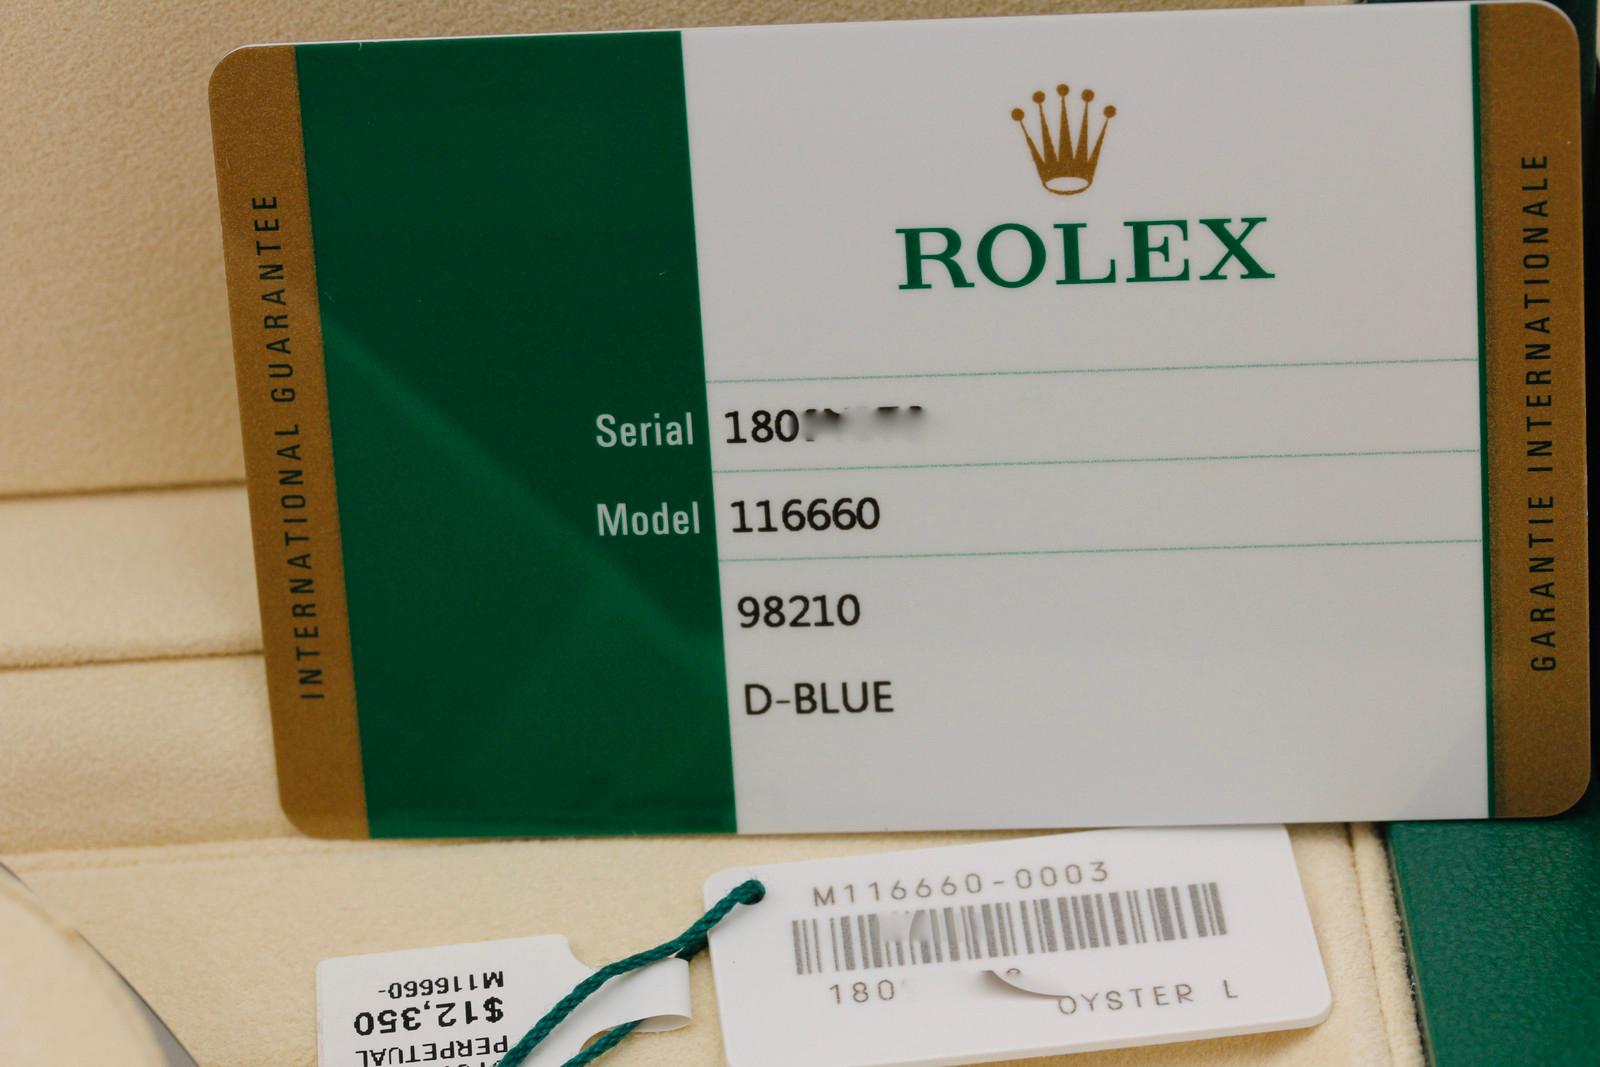 INTERNATIONAL GUARANTEE
ROLEX
Serial 180
Model 116660
98210
D-BLUE
GARANTIE INTERNATIONALE
M116660-0003
180
OYSTER L
M116660-
$12,350
PERPETUAL